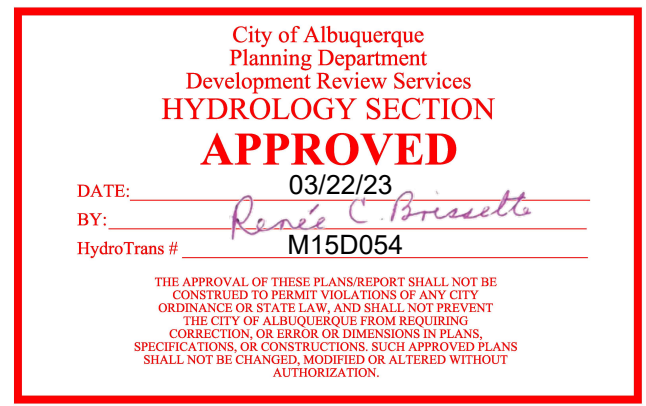 City of Albuquerque
Planning Department
Development Review Services
HYDROLOGY SECTION
APPROVED
DATE: 03/22/23
BY: Renée C. Brissette
HydroTrans # M15D054
THE APPROVAL OF THESE PLANS/REPORT SHALL NOT BE
CONSTRUED TO PERMIT VIOLATIONS OF ANY CITY
ORDINANCE OR STATE LAW, AND SHALL NOT PREVENT
THE CITY OF ALBUQUERQUE FROM REQUIRING
CORRECTION, OR ERROR OR DIMENSIONS IN PLANS,
SPECIFICATIONS, OR CONSTRUCTIONS. SUCH APPROVED PLANS
SHALL NOT BE CHANGED, MODIFIED OR ALTERED WITHOUT
AUTHORIZATION.